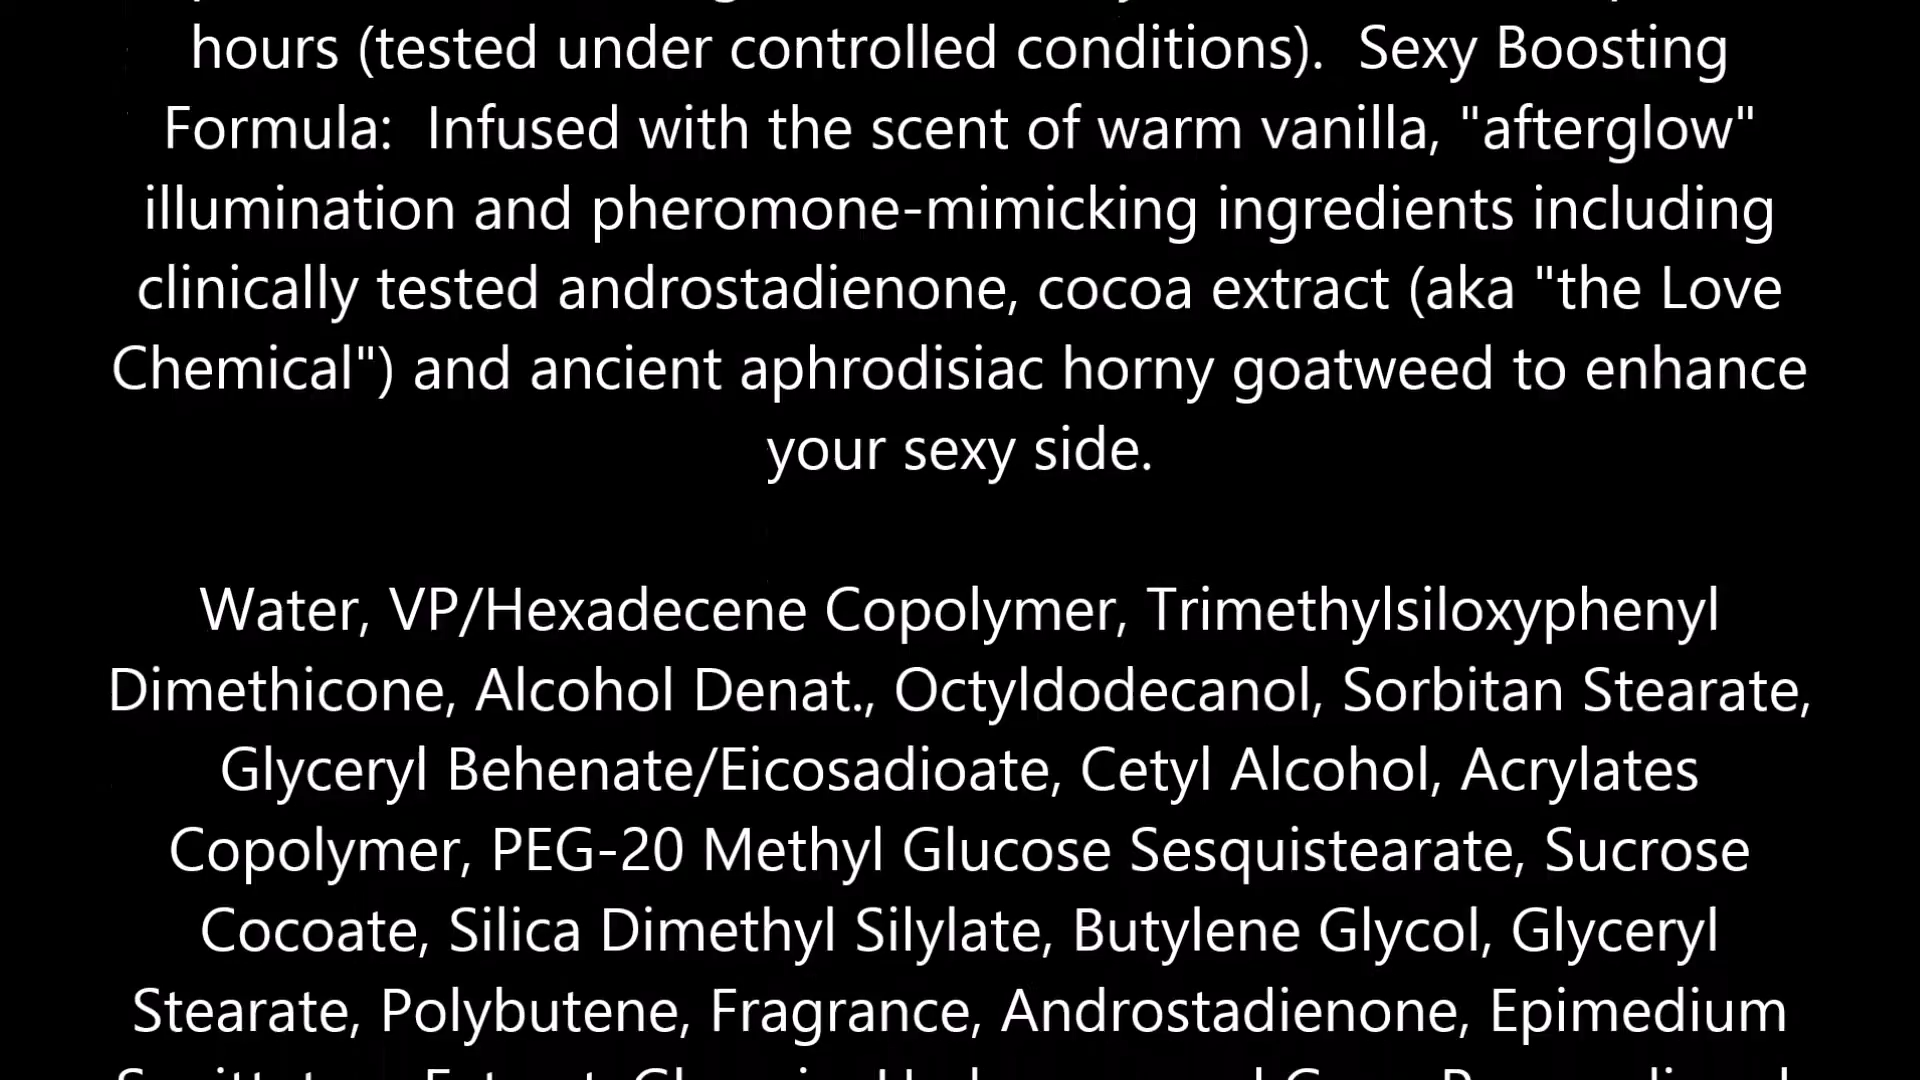 hours (tested under controlled conditions).  Sexy Boosting
Formula:  Infused with the scent of warm vanilla, "afterglow"
illumination and pheromone-mimicking ingredients including
clinically tested androstadienone, cocoa extract (aka "the Love
Chemical") and ancient aphrodisiac horny goatweed to enhance
your sexy side.
Water, VP/Hexadecene Copolymer, Trimethylsiloxyphenyl
Dimethicone, Alcohol Denat., Octyldodecanol, Sorbitan Stearate,
Glyceryl Behenate/Eicosadioate, Cetyl Alcohol, Acrylates
Copolymer, PEG-20 Methyl Glucose Sesquistearate, Sucrose
Cocoate, Silica Dimethyl Silylate, Butylene Glycol, Glyceryl
Stearate, Polybutene, Fragrance, Androstadienone, Epimedium